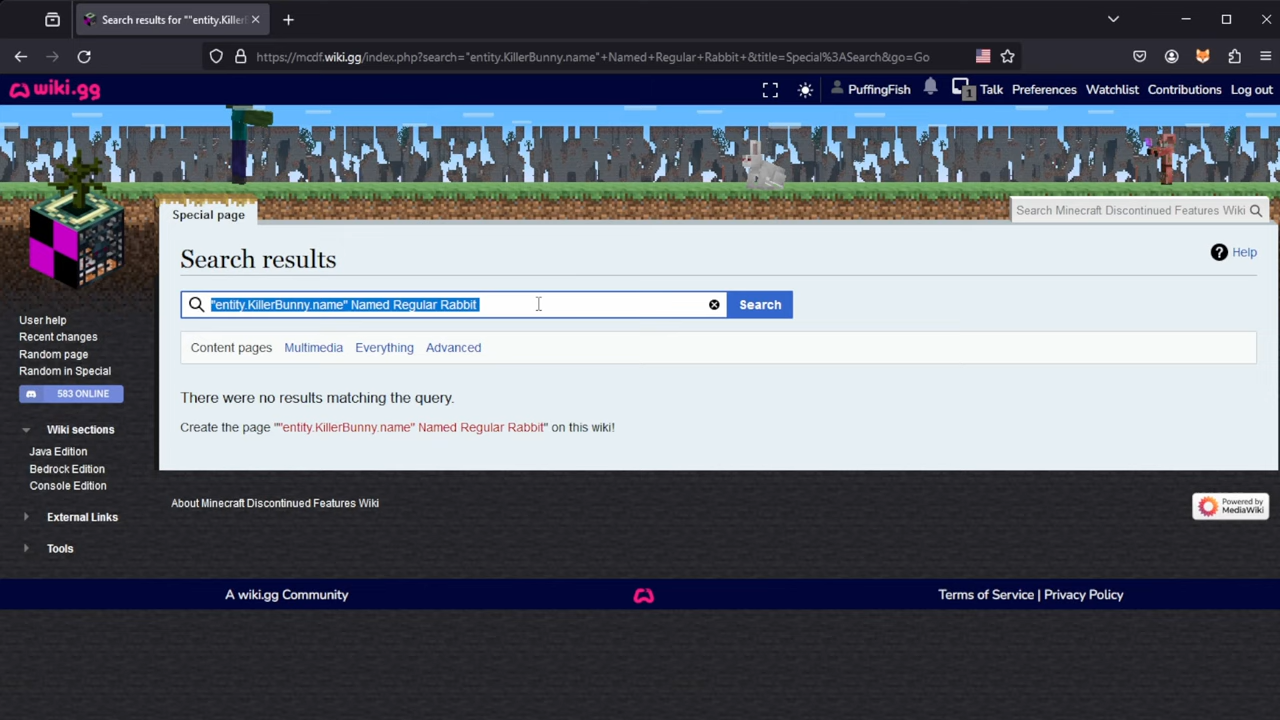 Search results for ""entity.Killer
https://mcdf.wiki.gg/index.php?search="entity.KillerBunny.name"+Named+Regular+Rabbit+&title=Special%3ASearch&go=Go
wiki.gg
PuffingFish
1
Talk
Preferences
Watchlist
Contributions
Log out
Special page
Search Minecraft Discontinued Features Wiki
Search results
? Help
"entity.KillerBunny.name" Named Regular Rabbit
Search
Content pages
Multimedia
Everything
Advanced
There were no results matching the query.
Create the page ""entity.KillerBunny.name" Named Regular Rabbit" on this wiki!
User help
Recent changes
Random page
Random in Special
583 ONLINE
Wiki sections
Java Edition
Bedrock Edition
Console Edition
External Links
Tools
About Minecraft Discontinued Features Wiki
Powered by
MediaWiki
A wiki.gg Community
Terms of Service | Privacy Policy